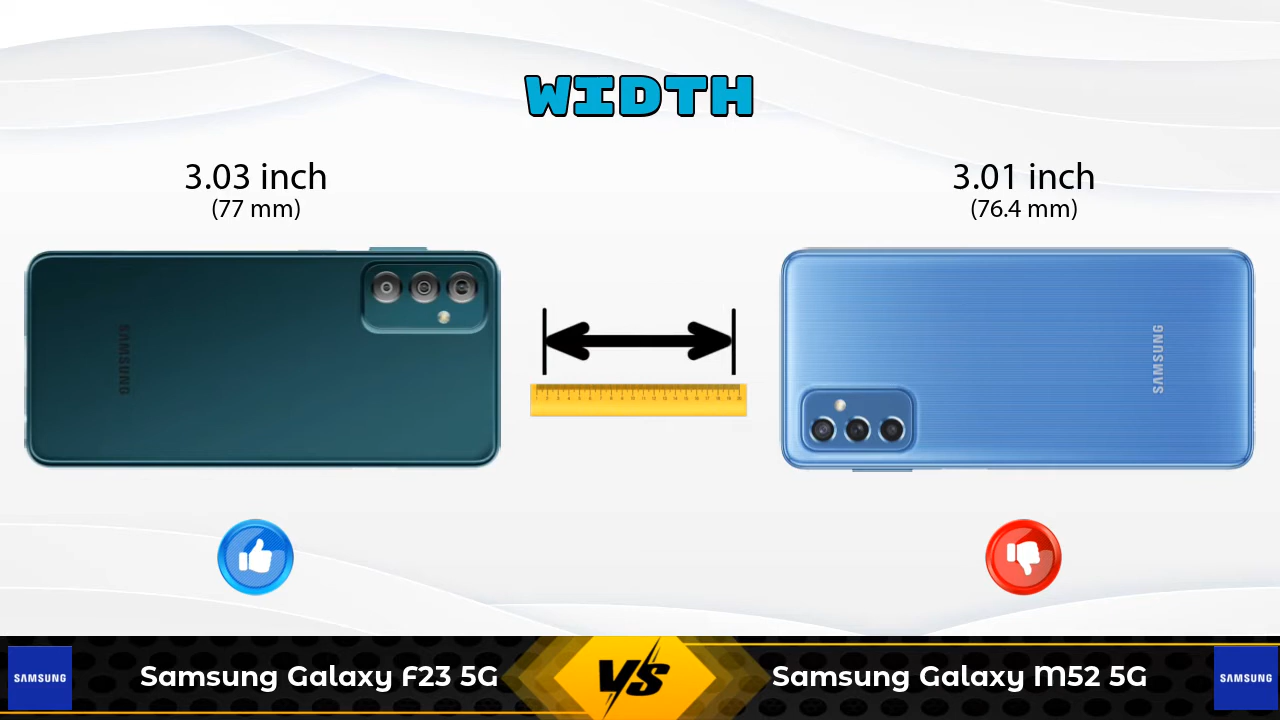 WIDTH
3.03 inch
(77 mm)
3.01 inch
(76.4 mm)
SAMSUNG
SAMSUNG
SAMSUNG
Samsung Galaxy F23 5G
VS
Samsung Galaxy M52 5G
SAMSUNG